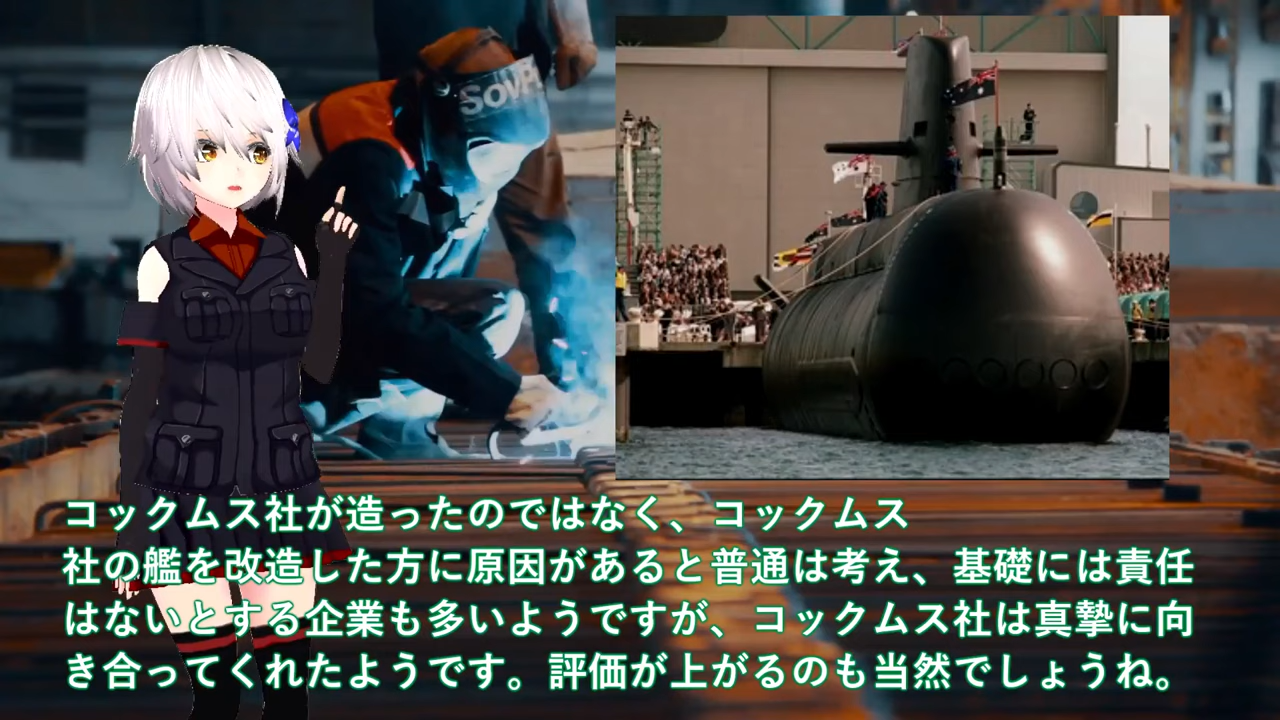 SovPl
コックムス社が造ったのではなく、コックムス
社の艦を改造した方に原因があると普通は考え、基礎には責任
はないとする企業も多いようですが、コックムス社は真摯に向
き合ってくれたようです。評価が上がるのも当然でしょうね。